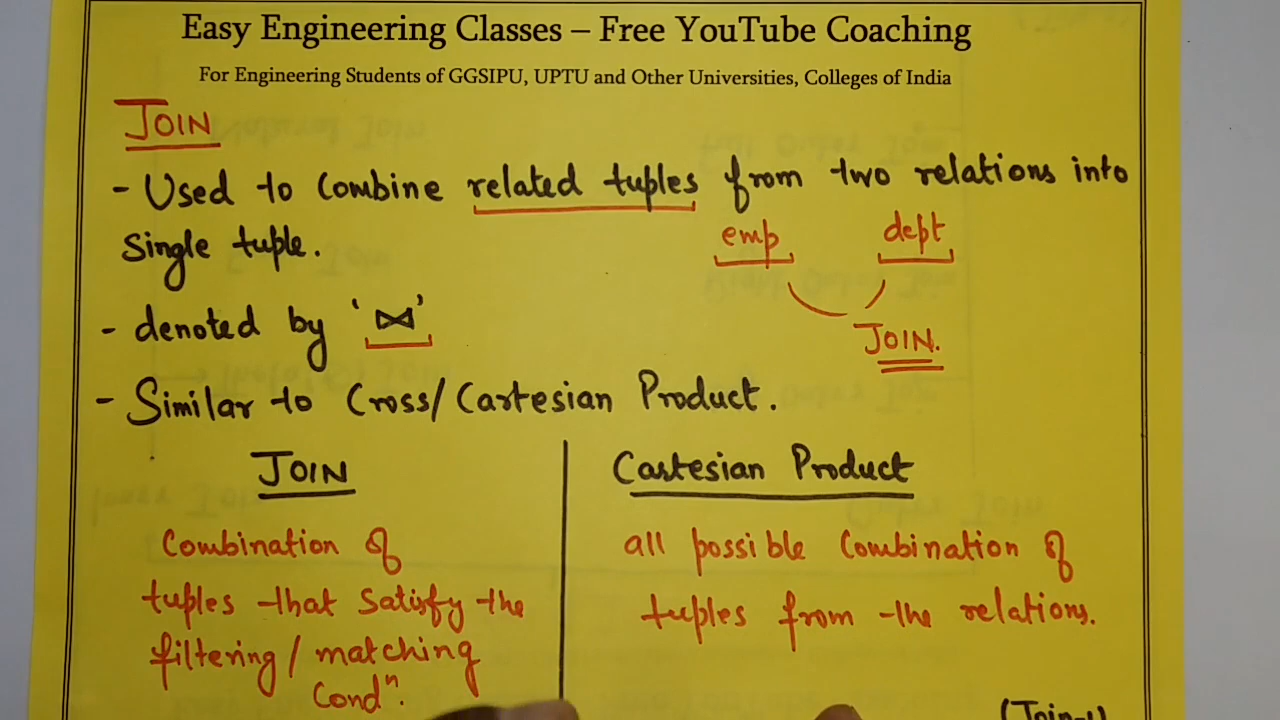 Easy Engineering Classes – Free YouTube Coaching
For Engineering Students of GGSIPU, UPTU and Other Universities, Colleges of India
JOIN
- Used to Combine related tuples from two relations into
Single tuple.
emp dept
- denoted by '⋈'
JOIN.
- Similar to Cross/Cartesian Product.
JOIN
Combination of
tuples that Satisfy the
filtering / matching
Condⁿ.
Cartesian Product
all possible Combination of
tuples from the relations.
(Join-1)